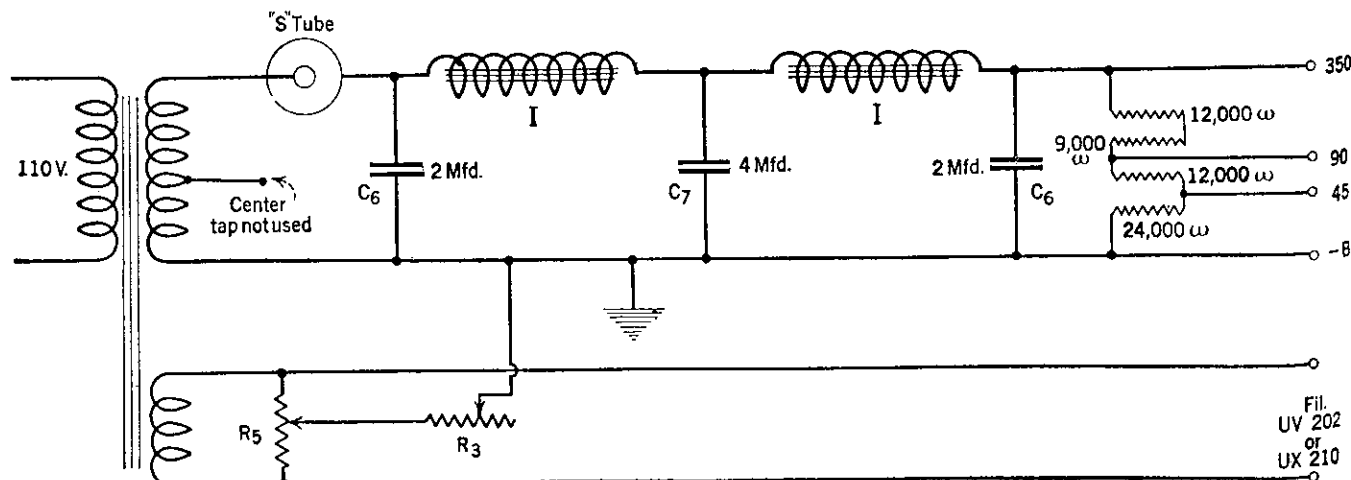 "S" Tube
350
110 V.
Center
tap not used
2 Mfd.
C6
I
4 Mfd.
C7
I
2 Mfd.
C6
12,000 ω
9,000
ω
90
12,000 ω
45
24,000 ω
-B
R5
R3
Fil.
UV 202
or
UX 210